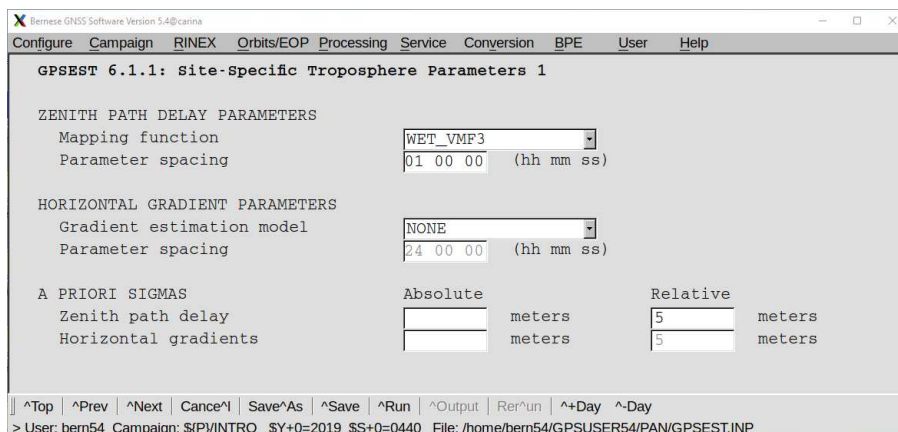 Bernese GNSS Software Version 5.4@carina
Configure Campaign RINEX Orbits/EOP Processing Service Conversion BPE User Help
GPSEST 6.1.1: Site-Specific Troposphere Parameters 1
ZENITH PATH DELAY PARAMETERS
Mapping function WET_VMF3
Parameter spacing 01 00 00 (hh mm ss)
HORIZONTAL GRADIENT PARAMETERS
Gradient estimation model NONE
Parameter spacing 24 00 00 (hh mm ss)
A PRIORI SIGMAS Absolute Relative
Zenith path delay meters 5 meters
Horizontal gradients meters 5 meters
^Top | ^Prev | ^Next | Cance^l | Save^As | ^Save | ^Run | ^Output | Rer^un | ^+Day ^-Day
> User: bern54 Campaign: ${P}/INTRO $Y+0=2019 $S+0=0440 File: /home/bern54/GPSUSER54/PAN/GPSEST.INP